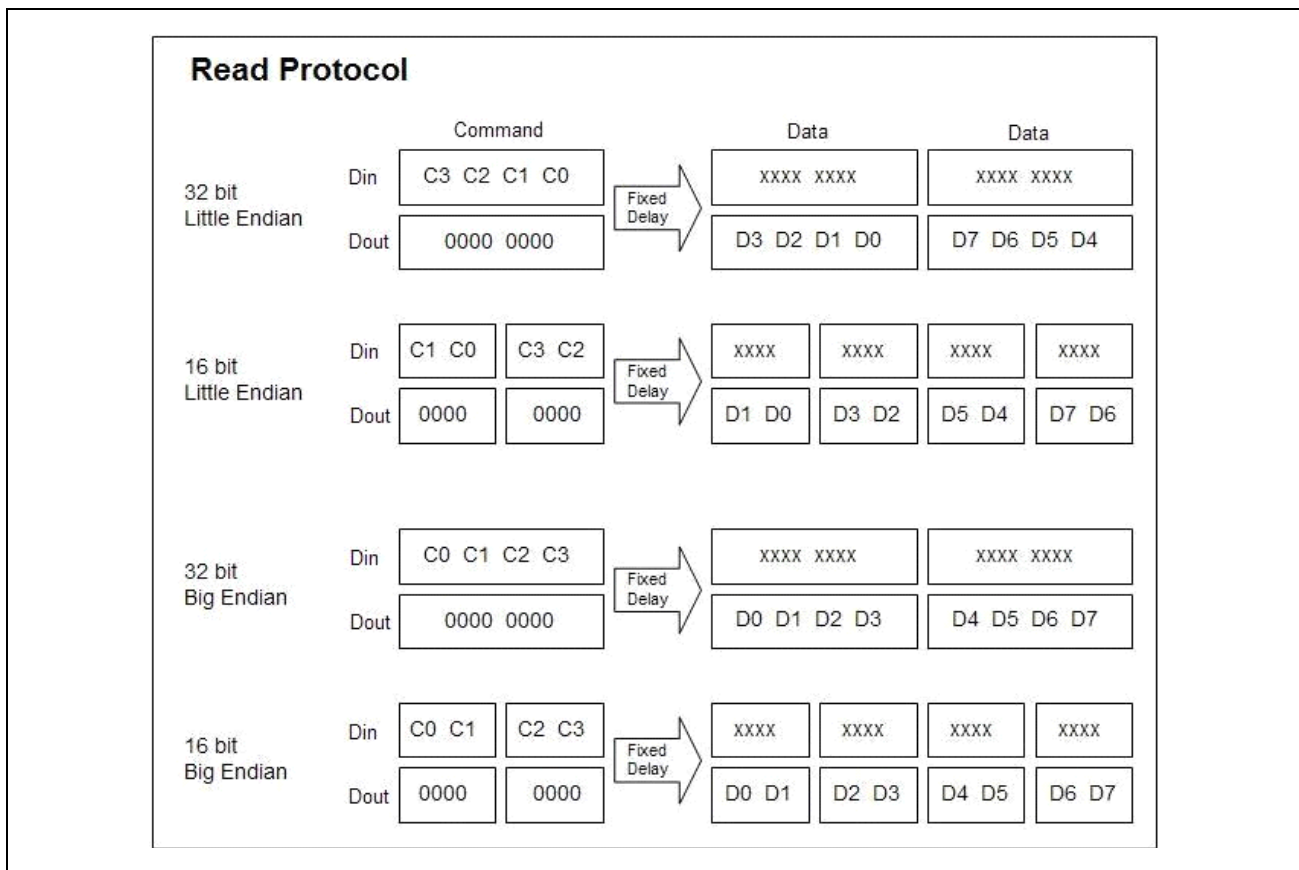 Read Protocol
Command Data Data
32 bit
Little Endian
Din C3 C2 C1 C0 Fixed Delay XXXX XXXX XXXX XXXX
Dout 0000 0000 D3 D2 D1 D0 D7 D6 D5 D4
16 bit
Little Endian
Din C1 C0 C3 C2 Fixed Delay XXXX XXXX XXXX XXXX
Dout 0000 0000 D1 D0 D3 D2 D5 D4 D7 D6
32 bit
Big Endian
Din C0 C1 C2 C3 Fixed Delay XXXX XXXX XXXX XXXX
Dout 0000 0000 D0 D1 D2 D3 D4 D5 D6 D7
16 bit
Big Endian
Din C0 C1 C2 C3 Fixed Delay XXXX XXXX XXXX XXXX
Dout 0000 0000 D0 D1 D2 D3 D4 D5 D6 D7